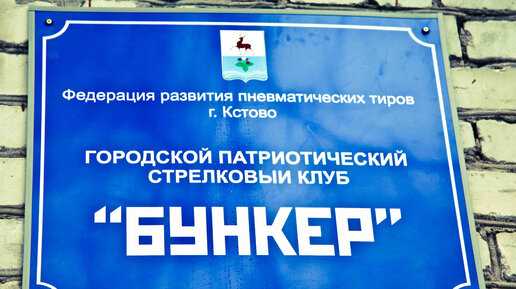 Федерация развития пневматических тиров
г. Кстово
ГОРОДСКОЙ ПАТРИОТИЧЕСКИЙ
СТРЕЛКОВЫЙ КЛУБ
"БУНКЕР"